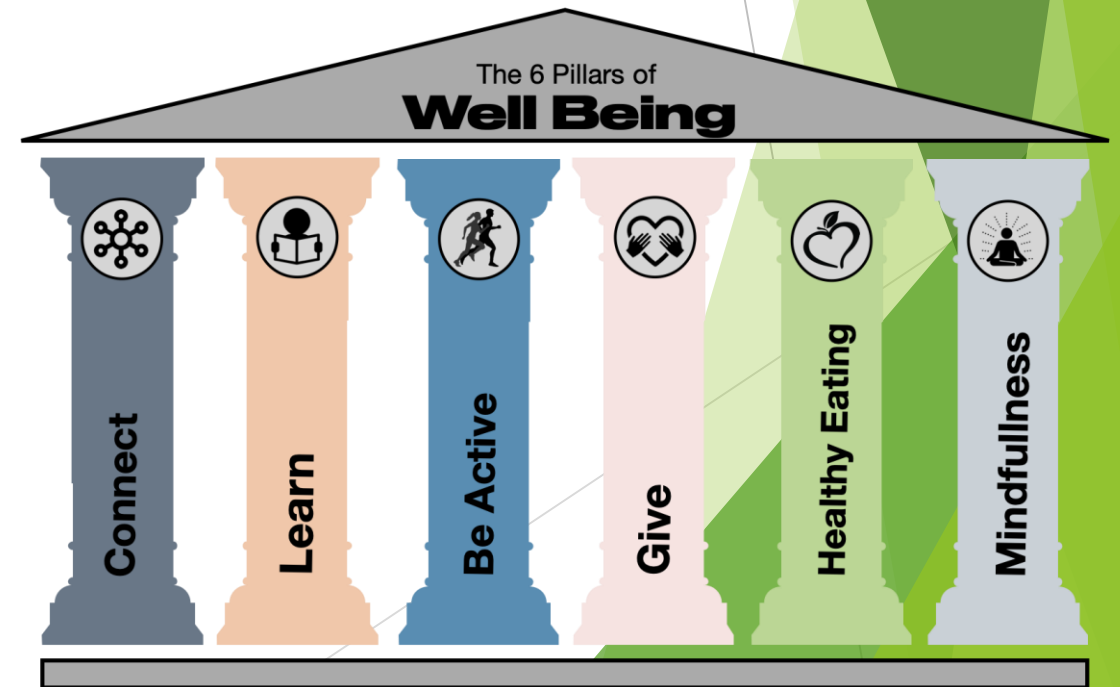 The 6 Pillars of
Well Being
Connect
Learn
Be Active
Give
Healthy Eating
Mindfullness